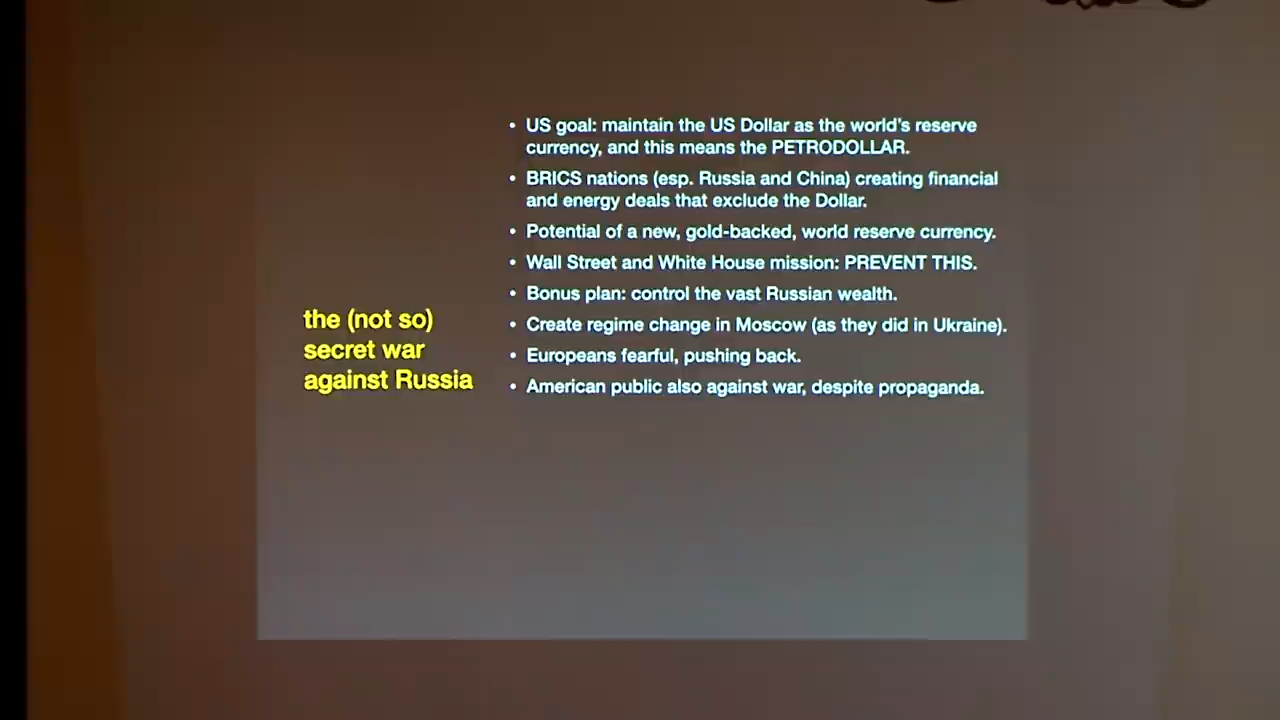 the (not so)
secret war
against Russia
• US goal: maintain the US Dollar as the world's reserve
currency, and this means the PETRODOLLAR.
• BRICS nations (esp. Russia and China) creating financial
and energy deals that exclude the Dollar.
• Potential of a new, gold-backed, world reserve currency.
• Wall Street and White House mission: PREVENT THIS.
• Bonus plan: control the vast Russian wealth.
• Create regime change in Moscow (as they did in Ukraine).
• Europeans fearful, pushing back.
• American public also against war, despite propaganda.